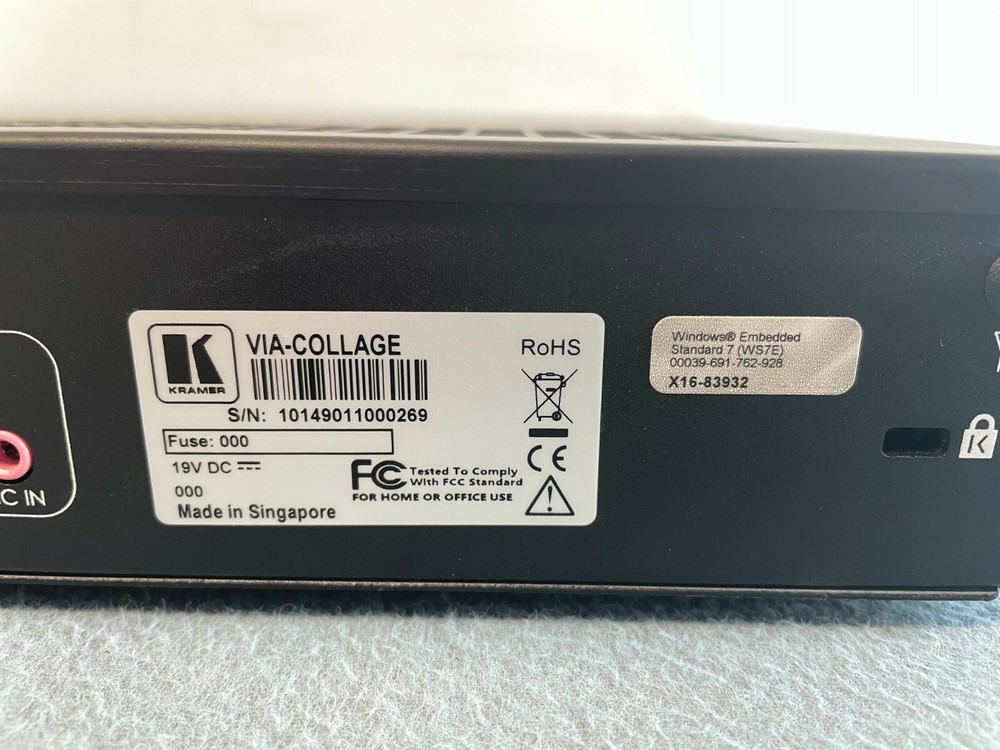 KRAMER
VIA-COLLAGE
S/N: 10149011000269
Fuse: 000
19V DC
000
Made in Singapore
RoHS
CE
FC Tested To Comply
With FCC Standard
FOR HOME OR OFFICE USE
Windows® Embedded
Standard 7 (WS7E)
00039-691-762-928
X16-83932
C IN
K